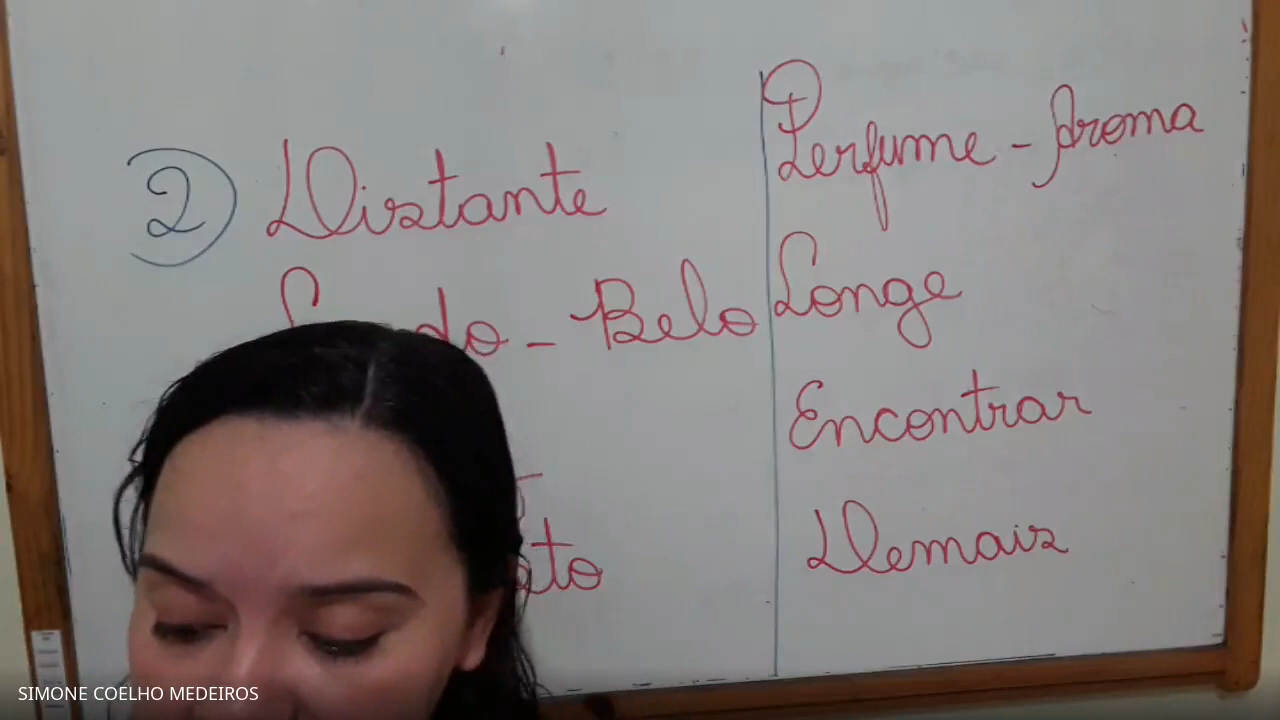 2 Distante
- Belo
Perfume - Aroma
Longe
Encontrar
Demais
SIMONE COELHO MEDEIROS